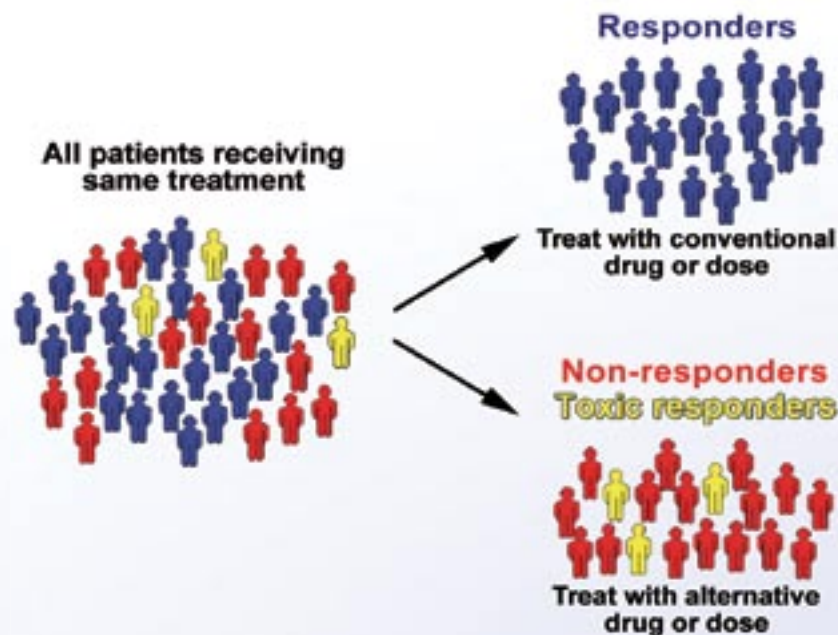 All patients receiving
same treatment
Responders
Treat with conventional
drug or dose
Non-responders
Toxic responders
Treat with alternative
drug or dose